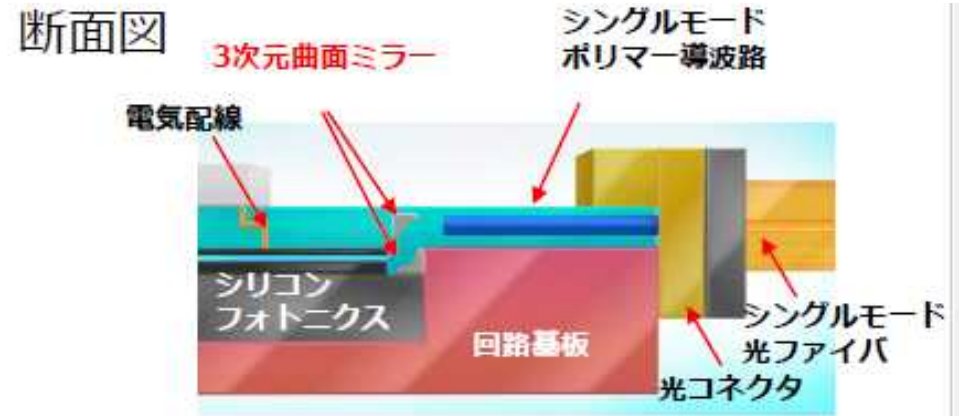 断面図
3次元曲面ミラー
シングルモード
ポリマー導波路
電気配線
シリコン
フォトニクス
回路基板
シングルモード
光ファイバ
光コネクタ